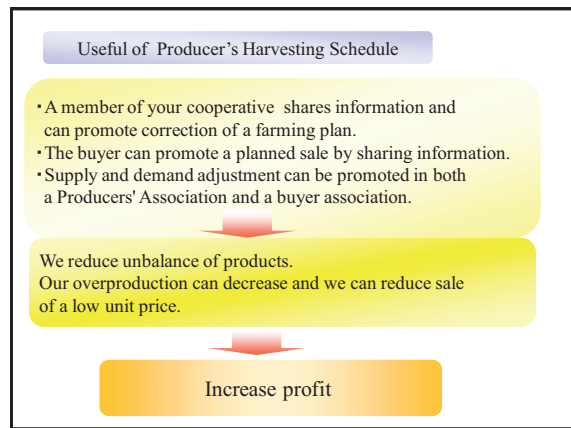 Useful of Producer's Harvesting Schedule
・A member of your cooperative shares information and
can promote correction of a farming plan.
・The buyer can promote a planned sale by sharing information.
・Supply and demand adjustment can be promoted in both
a Producers' Association and a buyer association.
We reduce unbalance of products.
Our overproduction can decrease and we can reduce sale
of a low unit price.
Increase profit